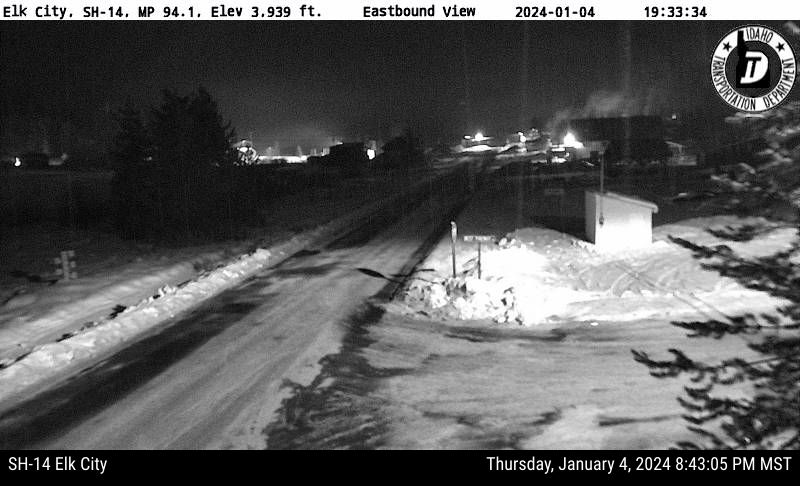 Elk City, SH-14, MP 94.1, Elev 3,939 ft. Eastbound View 2024-01-04 19:33:34
IDAHO
TRANSPORTATION DEPARTMENT
SH-14 Elk City Thursday, January 4, 2024 8:43:05 PM MST